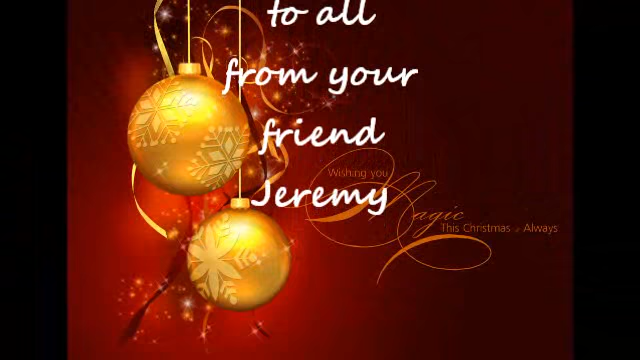 to all
from your
friend
Jeremy
Wishing you
Magic
This Christmas & Always